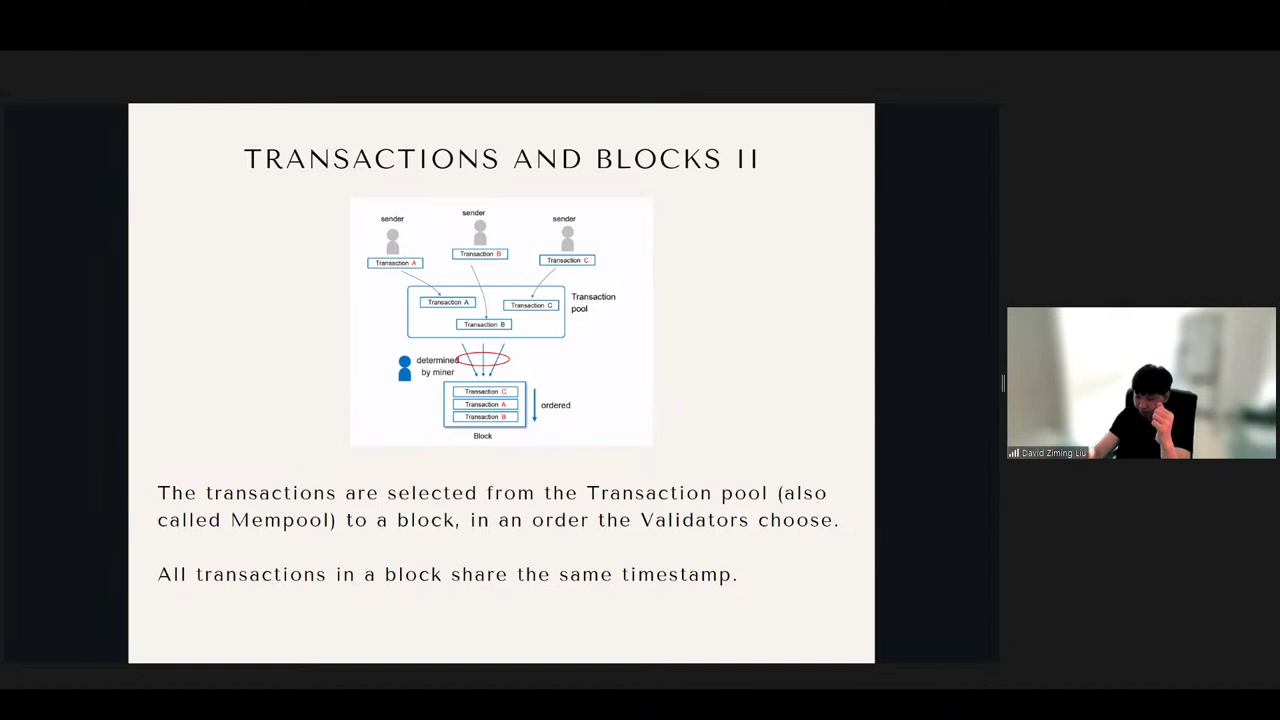 TRANSACTIONS AND BLOCKS II
sender
sender
sender
Transaction A
Transaction B
Transaction C
Transaction A
Transaction C
Transaction
pool
Transaction B
determined
by miner
Transaction C
Transaction A
Transaction B
ordered
Block
The transactions are selected from the Transaction pool (also
called Mempool) to a block, in an order the Validators choose.
All transactions in a block share the same timestamp.
David Ziming Liu